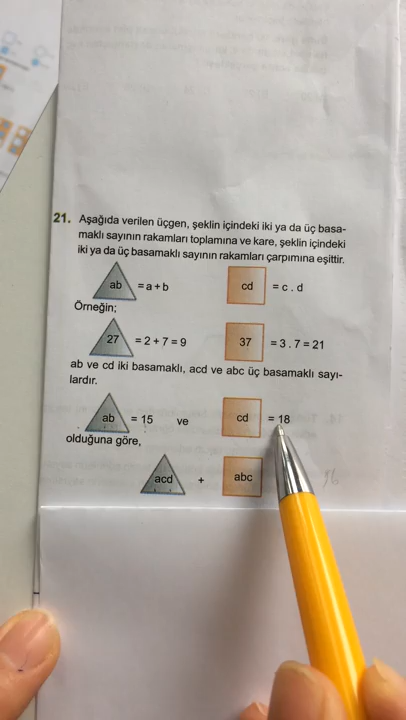 21. Aşağıda verilen üçgen, şeklin içindeki iki ya da üç basa-
maklı sayının rakamları toplamına ve kare, şeklin içindeki
iki ya da üç basamaklı sayının rakamları çarpımına eşittir.
ab = a + b cd = c . d
Örneğin;
27 = 2 + 7 = 9 37 = 3 . 7 = 21
ab ve cd iki basamaklı, acd ve abc üç basamaklı sayı-
lardır.
ab = 15 ve cd = 18
olduğuna göre,
acd + abc